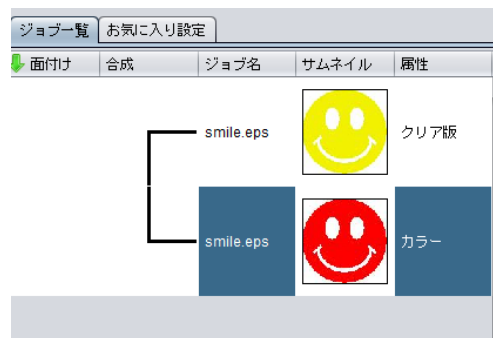 ジョブ一覧 お気に入り設定
面付け 合成 ジョブ名 サムネイル 属性
smile.eps クリア版
smile.eps カラー